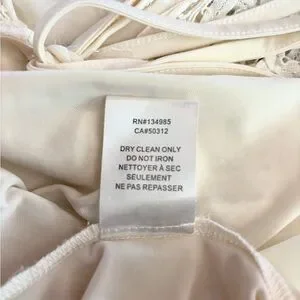 RN#134985
CA#50312
DRY CLEAN ONLY
DO NOT IRON
NETTOYER À SEC
SEULEMENT
NE PAS REPASSER